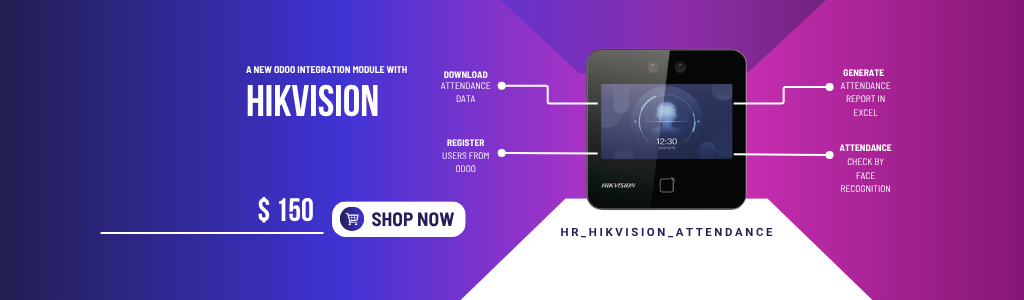 A NEW ODOO INTEGRATION MODULE WITH
HIKVISION
$ 150
SHOP NOW
DOWNLOAD
ATTENDANCE
DATA
REGISTER
USERS FROM
ODOO
12:30
HIKVISION
HR_HIKVISION_ATTENDANCE
GENERATE
ATTENDANCE
REPORT IN
EXCEL
ATTENDANCE
CHECK BY
FACE
RECOGNITION